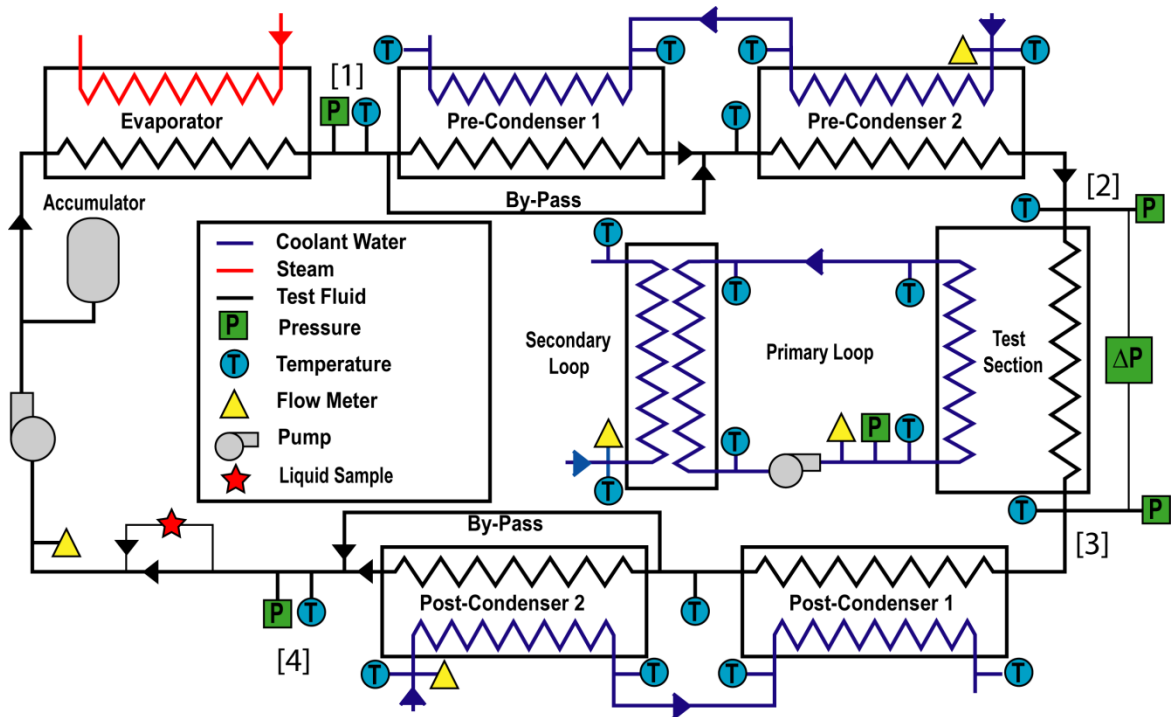 T
T
T
T
[1]
P
T
Evaporator
Pre-Condenser 1
T
Pre-Condenser 2
By-Pass
[2]
T
P
Accumulator
Coolant Water
Steam
Test Fluid
P
Pressure
T
Temperature
Flow Meter
Pump
Liquid Sample
T
T
T
Secondary
Loop
Primary Loop
Test
Section
ΔP
T
T
P
T
T
P
[3]
By-Pass
P
T
[4]
T
Post-Condenser 2
Post-Condenser 1
T
T
T
T